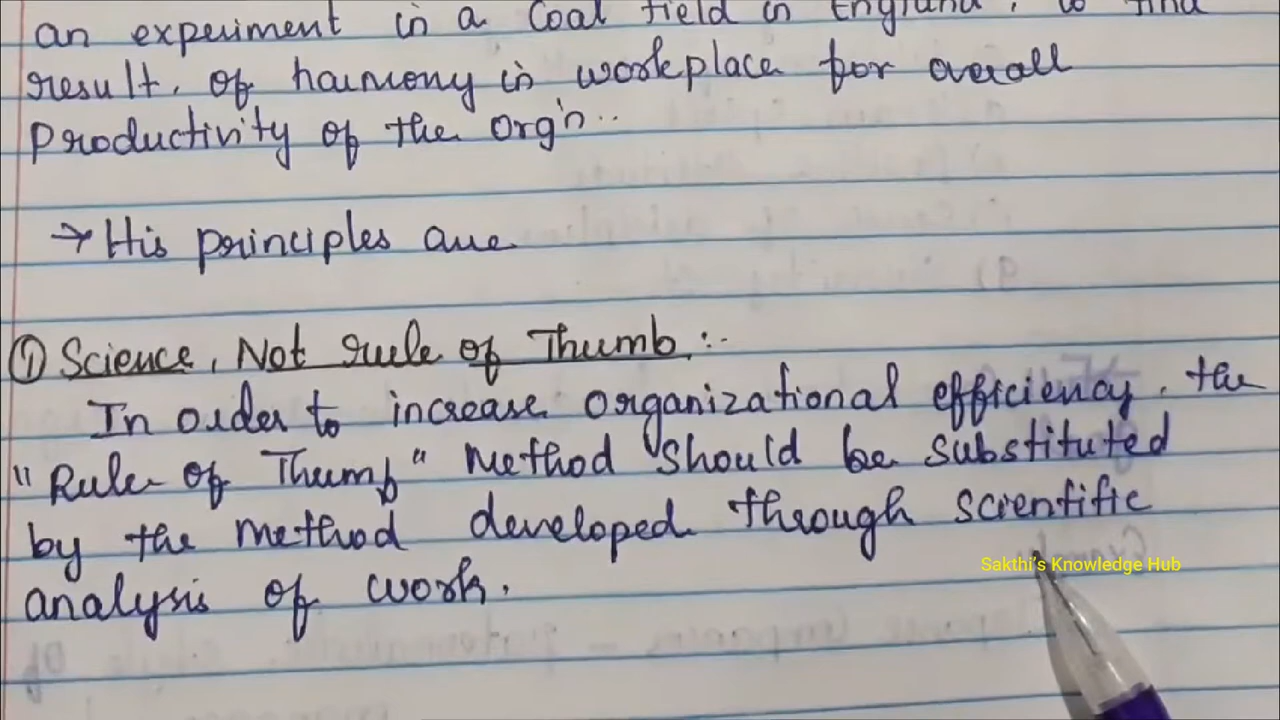 an experiment in a Coal field in England, to find
result, of harmony in workplace for overall
Productivity of the org'n..
→ His principles are
① Science, Not rule of Thumb :-
In order to increase organizational efficiency, the
"Rule of Thumb" Method should be substituted
by the method developed through scientific
analysis of work.
Sakthi's Knowledge Hub